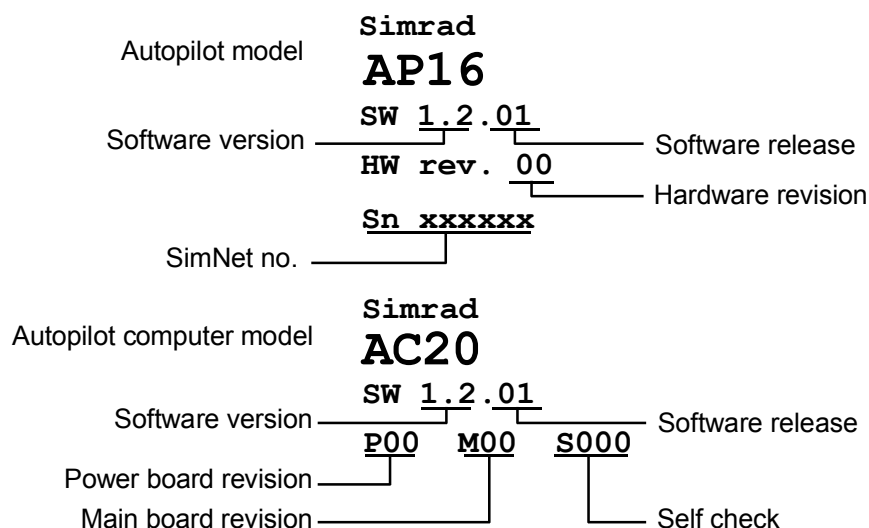 Simrad
Autopilot model AP16
SW 1.2.01
Software version Software release
HW rev. 00
Hardware revision
Sn xxxxxx
SimNet no.
Simrad
Autopilot computer model AC20
SW 1.2.01
Software version Software release
P00 M00 S000
Power board revision
Main board revision Self check